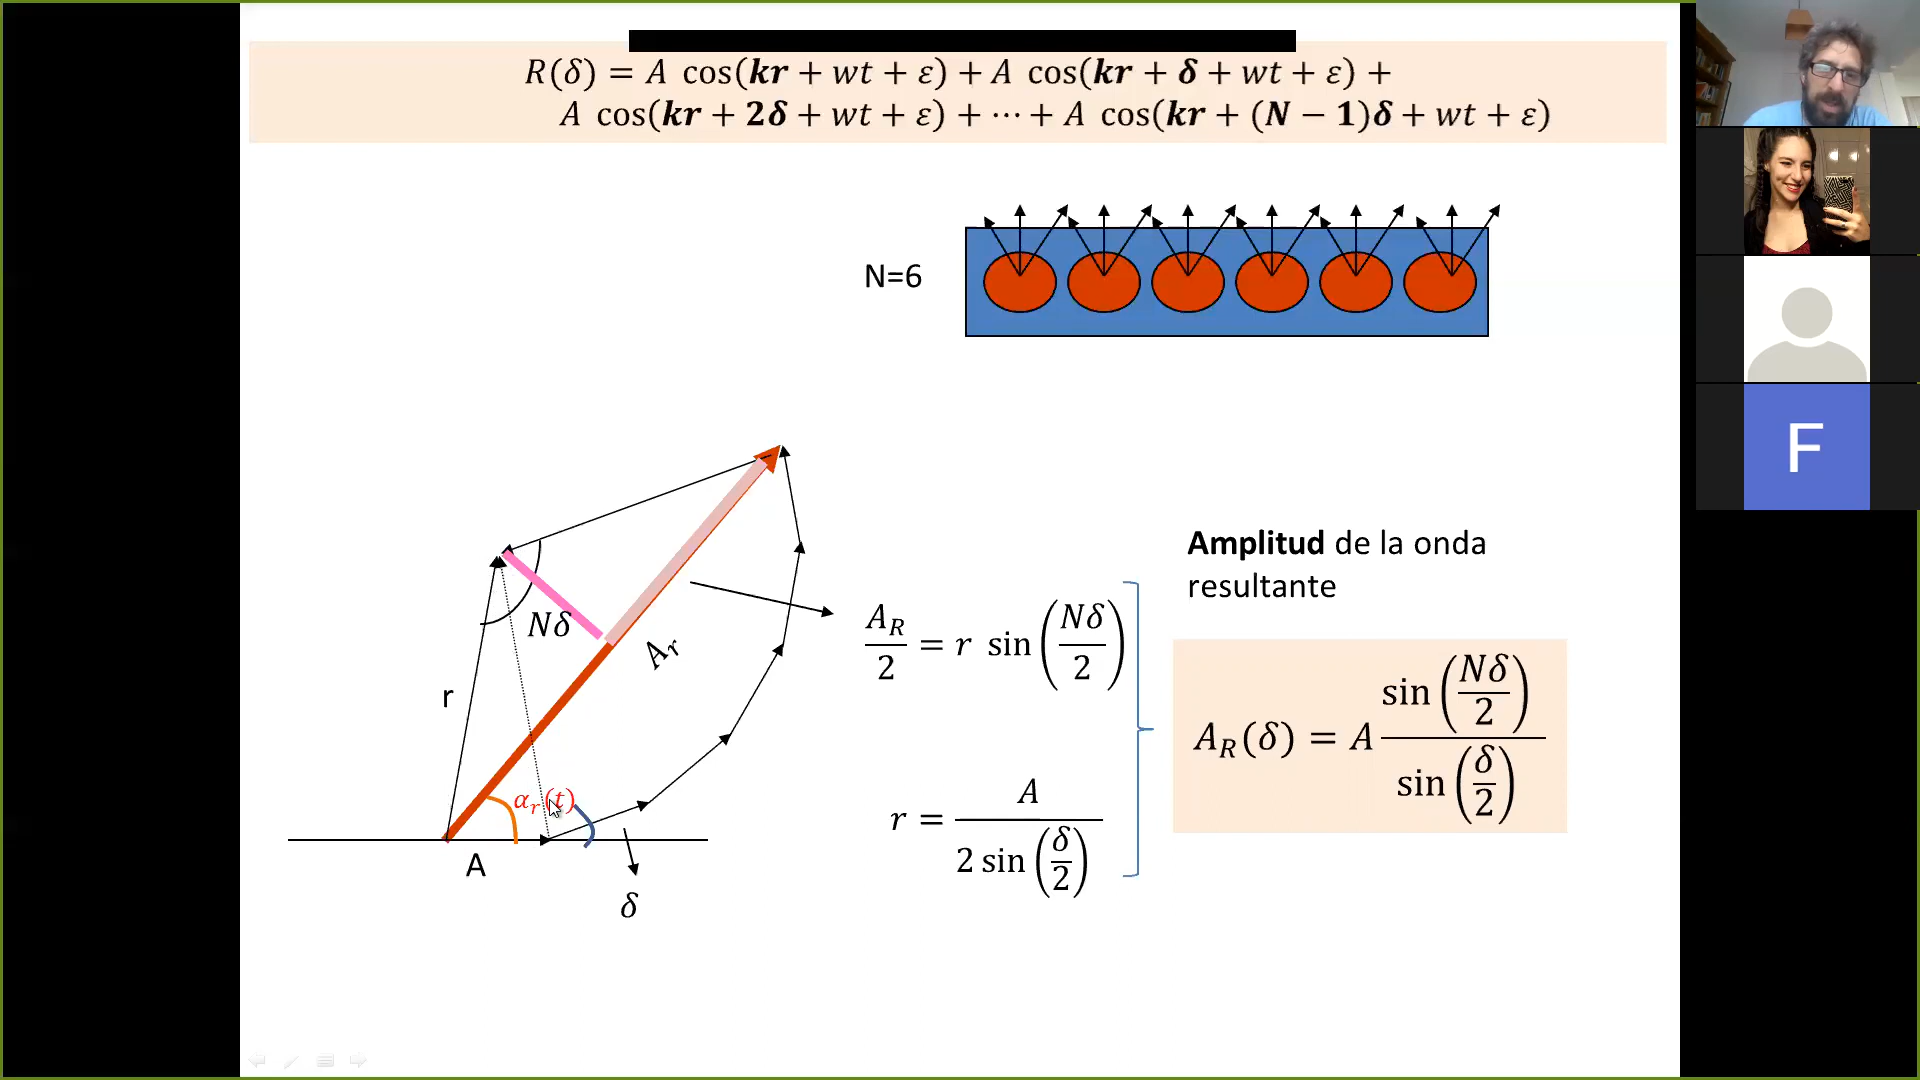 R(δ) = A cos(kr + wt + ε) + A cos(kr + δ + wt + ε) +
A cos(kr + 2δ + wt + ε) + ⋯ + A cos(kr + (N − 1)δ + wt + ε)
N=6
F
Nδ
A_r
r
α_r(t)
A
δ
A_R/2 = r sin(Nδ/2)
r = A/(2 sin(δ/2))
Amplitud de la onda
resultante
A_R(δ) = A sin(Nδ/2)/sin(δ/2)